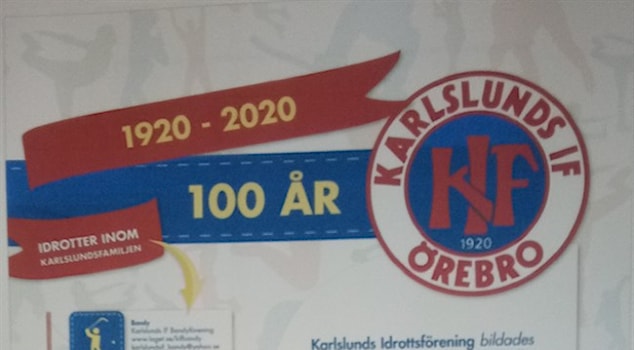 1920 - 2020
100 ÅR
KARLSLUNDS IF
KIF
1920
ÖREBRO
IDROTTER INOM
KARLSLUNDSFAMILJEN
Bandy
Karlslunds IF Bandyförening
Karlslunds Idrottsförening bildades